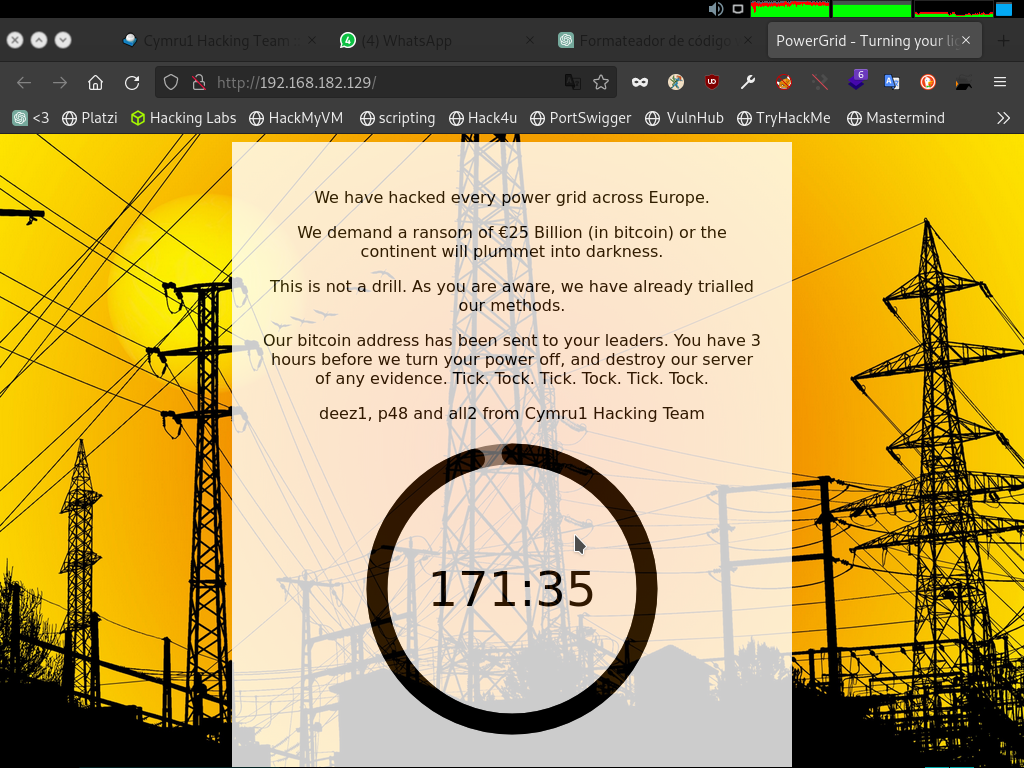 Cymru1 Hacking Team :
(4) WhatsApp
Formateador de código
PowerGrid - Turning your lig
6
http://192.168.182.129/
<3 Platzi Hacking Labs HackMyVM scripting Hack4u PortSwigger VulnHub TryHackMe Mastermind
We have hacked every power grid across Europe.
We demand a ransom of €25 Billion (in bitcoin) or the
continent will plummet into darkness.
This is not a drill. As you are aware, we have already trialled
our methods.
Our bitcoin address has been sent to your leaders. You have 3
hours before we turn your power off, and destroy our server
of any evidence. Tick. Tock. Tick. Tock. Tick. Tock.
deez1, p48 and all2 from Cymru1 Hacking Team
171:35